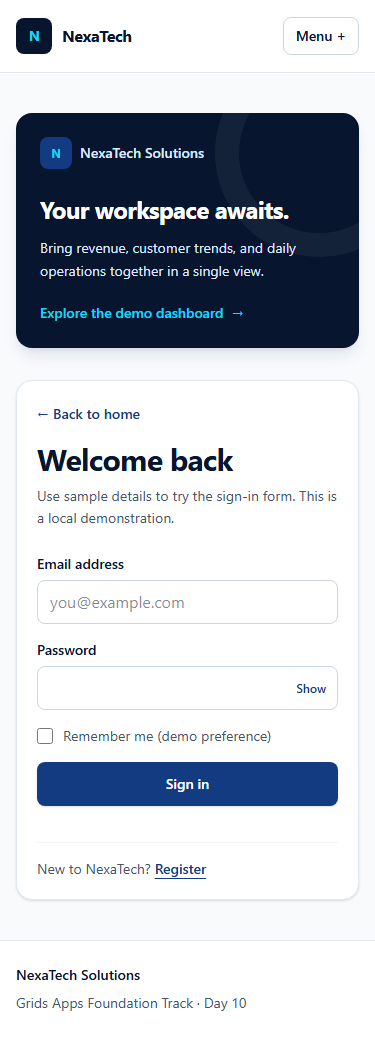 N NexaTech
Menu +
N NexaTech Solutions
Your workspace awaits.
Bring revenue, customer trends, and daily
operations together in a single view.
Explore the demo dashboard →
← Back to home
Welcome back
Use sample details to try the sign-in form. This is
a local demonstration.
Email address
you@example.com
Password
Show
Remember me (demo preference)
Sign in
New to NexaTech? Register
NexaTech Solutions
Grids Apps Foundation Track · Day 10